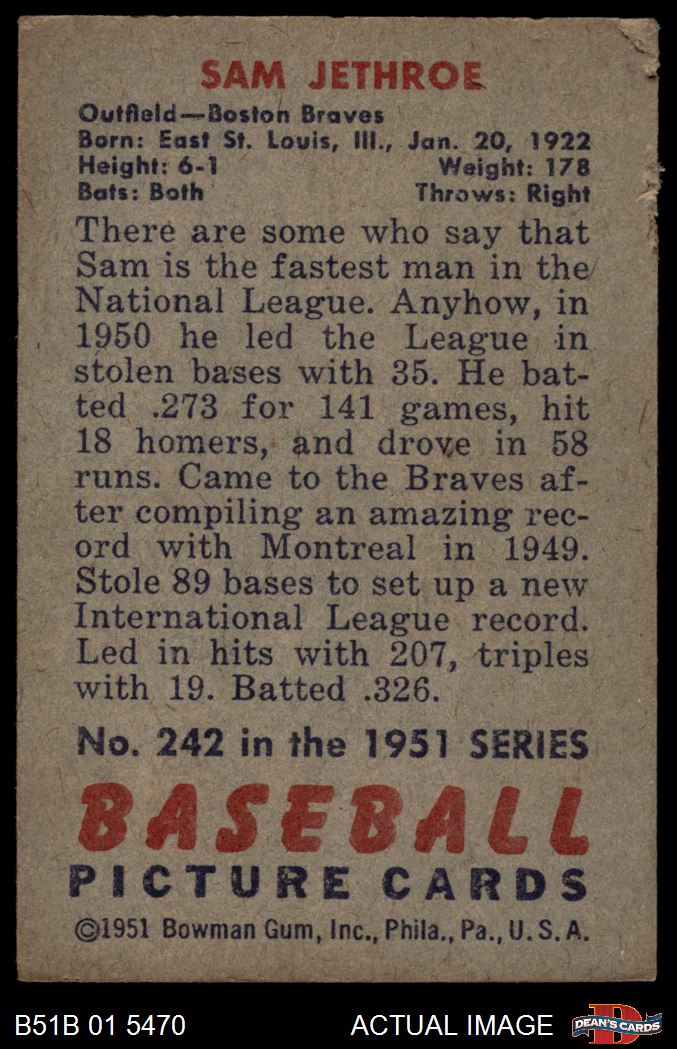 SAM JETHROE
Outfield—Boston Braves
Born: East St. Louis, Ill., Jan. 20, 1922
Height: 6-1 Weight: 178
Bats: Both Throws: Right
There are some who say that
Sam is the fastest man in the
National League. Anyhow, in
1950 he led the League in
stolen bases with 35. He bat-
ted .273 for 141 games, hit
18 homers, and drove in 58
runs. Came to the Braves af-
ter compiling an amazing rec-
ord with Montreal in 1949.
Stole 89 bases to set up a new
International League record.
Led in hits with 207, triples
with 19. Batted .326.
No. 242 in the 1951 SERIES
BASEBALL
PICTURE CARDS
©1951 Bowman Gum, Inc., Phila., Pa., U. S. A.
B51B 01 5470 ACTUAL IMAGE D DEAN'S CARDS